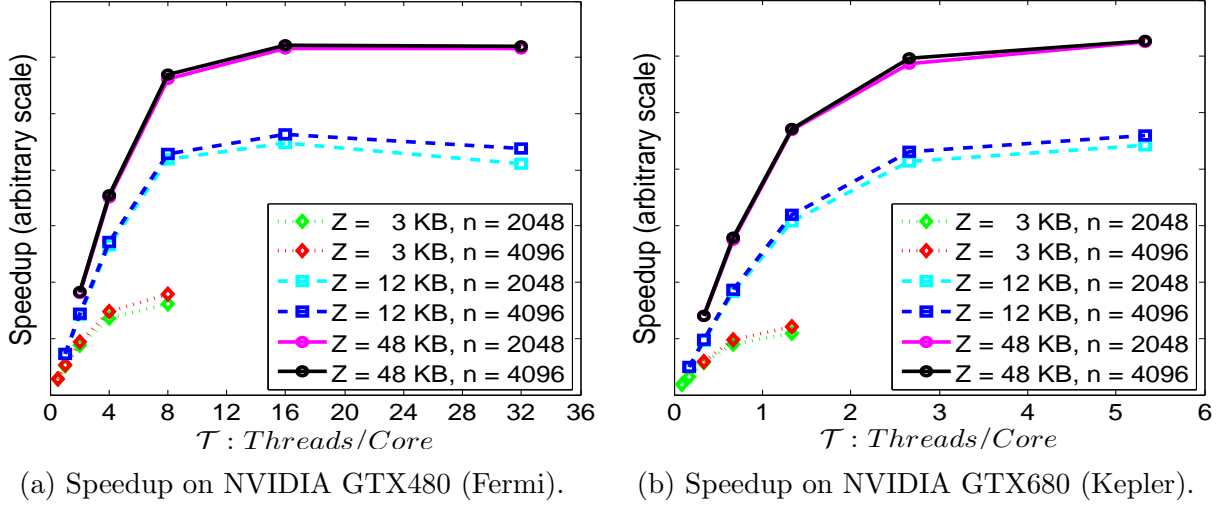 Speedup (arbitrary scale)
Z = 3 KB, n = 2048
Z = 3 KB, n = 4096
Z = 12 KB, n = 2048
Z = 12 KB, n = 4096
Z = 48 KB, n = 2048
Z = 48 KB, n = 4096
0 4 8 12 16 20 24 28 32 36
𝒯 : Threads/Core
(a) Speedup on NVIDIA GTX480 (Fermi).
Speedup (arbitrary scale)
Z = 3 KB, n = 2048
Z = 3 KB, n = 4096
Z = 12 KB, n = 2048
Z = 12 KB, n = 4096
Z = 48 KB, n = 2048
Z = 48 KB, n = 4096
0 1 2 3 4 5 6
𝒯 : Threads/Core
(b) Speedup on NVIDIA GTX680 (Kepler).